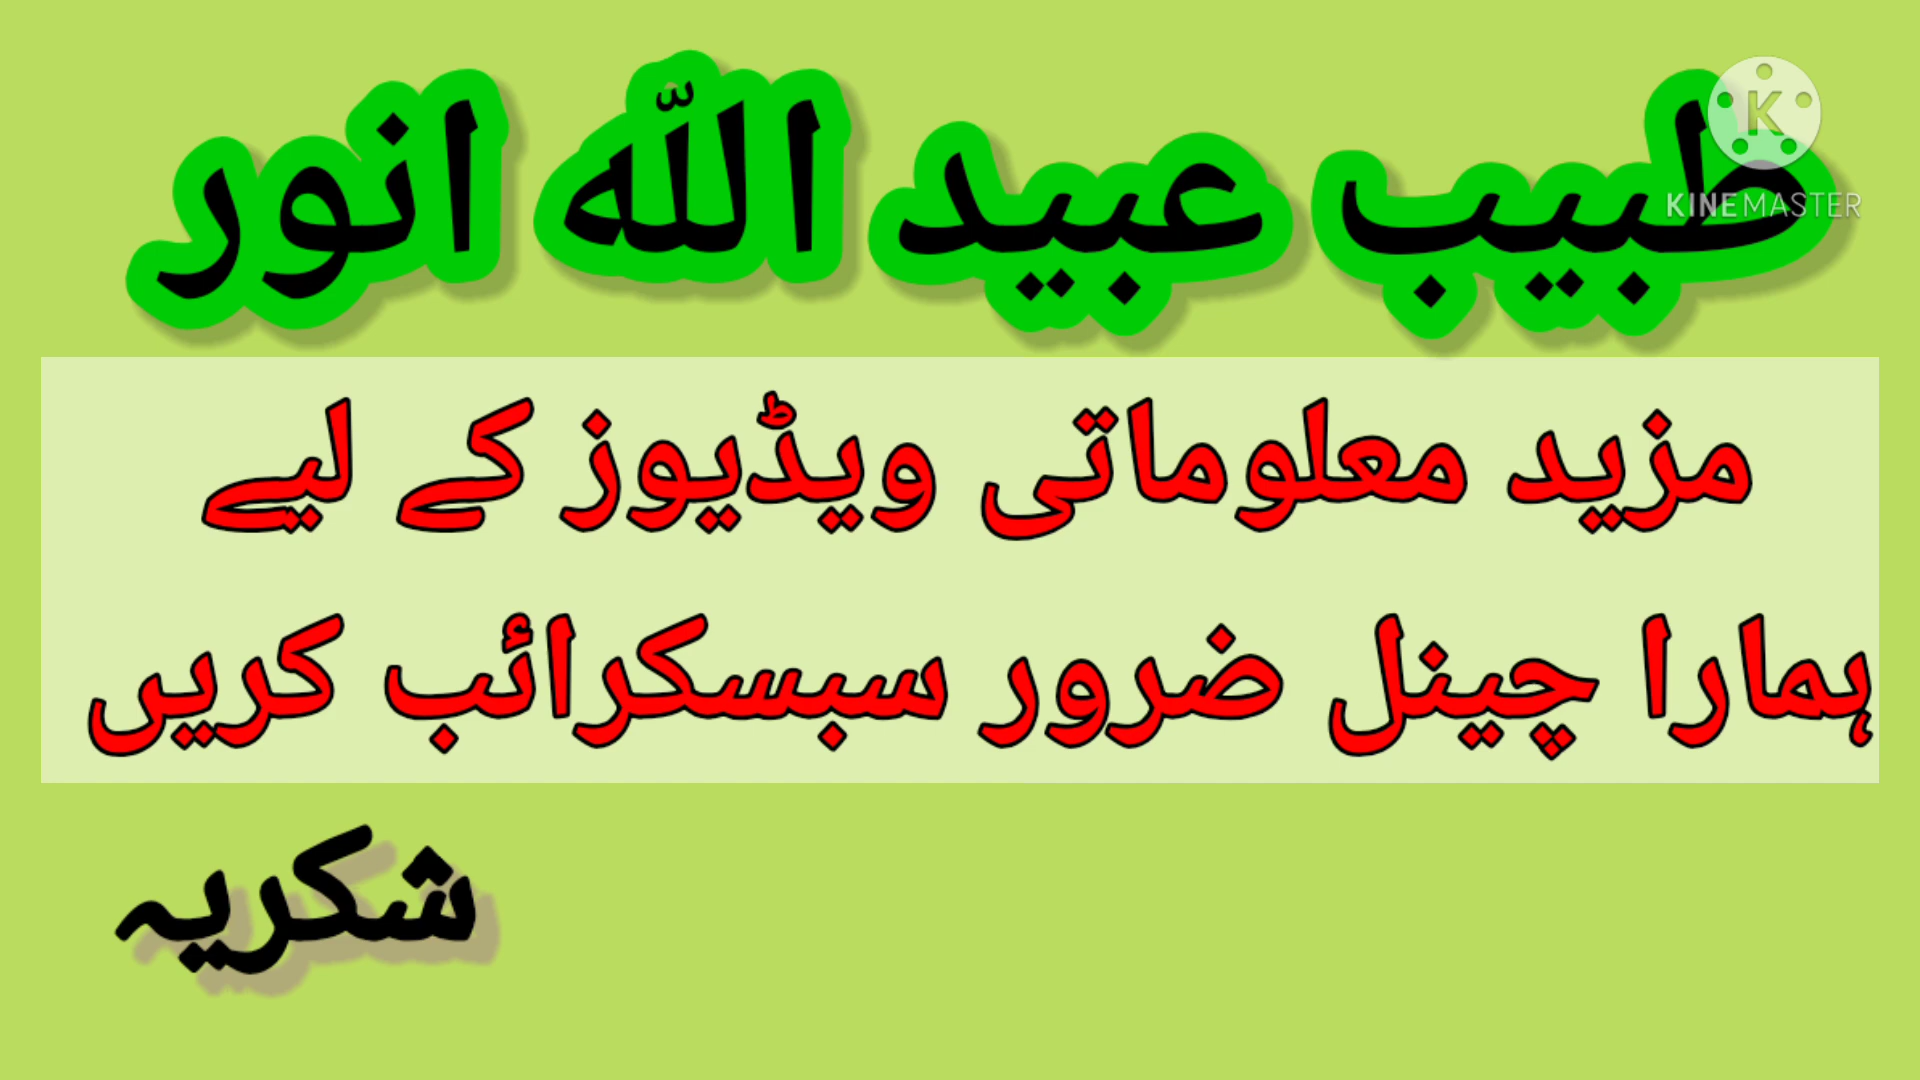 طبیب عبید اللہ انور
KINEMASTER
مزید معلوماتی ویڈیوز کے لیے
ہمارا چینل ضرور سبسکرائب کریں
شکریہ